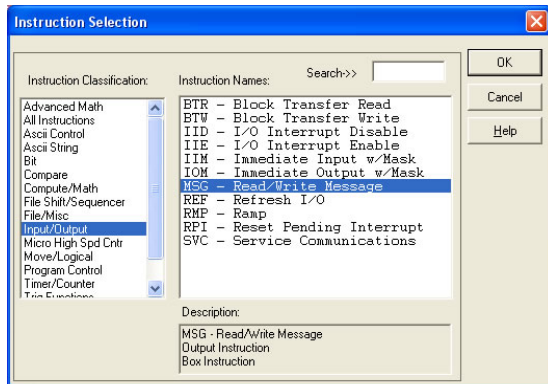 Instruction Selection
Instruction Classification:
Advanced Math
All Instructions
Ascii Control
Ascii String
Bit
Compare
Compute/Math
File Shift/Sequencer
File/Misc
Input/Output
Micro High Spd Cntr
Move/Logical
Program Control
Timer/Counter
Trig Functions
Instruction Names:
Search->>
BTR - Block Transfer Read
BTW - Block Transfer Write
IID - I/O Interrupt Disable
IIE - I/O Interrupt Enable
IIM - Immediate Input w/Mask
IOM - Immediate Output w/Mask
MSG - Read/Write Message
REF - Refresh I/O
RMP - Ramp
RPI - Reset Pending Interrupt
SVC - Service Communications
Description:
MSG - Read/Write Message
Output Instruction
Box Instruction
OK
Cancel
Help